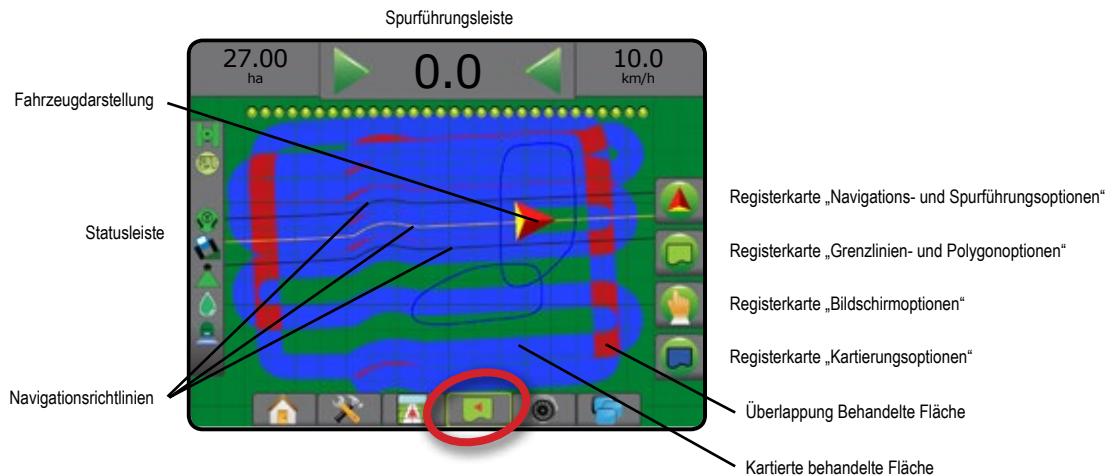 Spurführungsleiste
27.00
ha
0.0
10.0
km/h
Fahrzeugdarstellung
Statusleiste
Navigationsrichtlinien
Registerkarte „Navigations- und Spurführungsoptionen“
Registerkarte „Grenzlinien- und Polygonoptionen“
Registerkarte „Bildschirmoptionen“
Registerkarte „Kartierungsoptionen“
Überlappung Behandelte Fläche
Kartierte behandelte Fläche